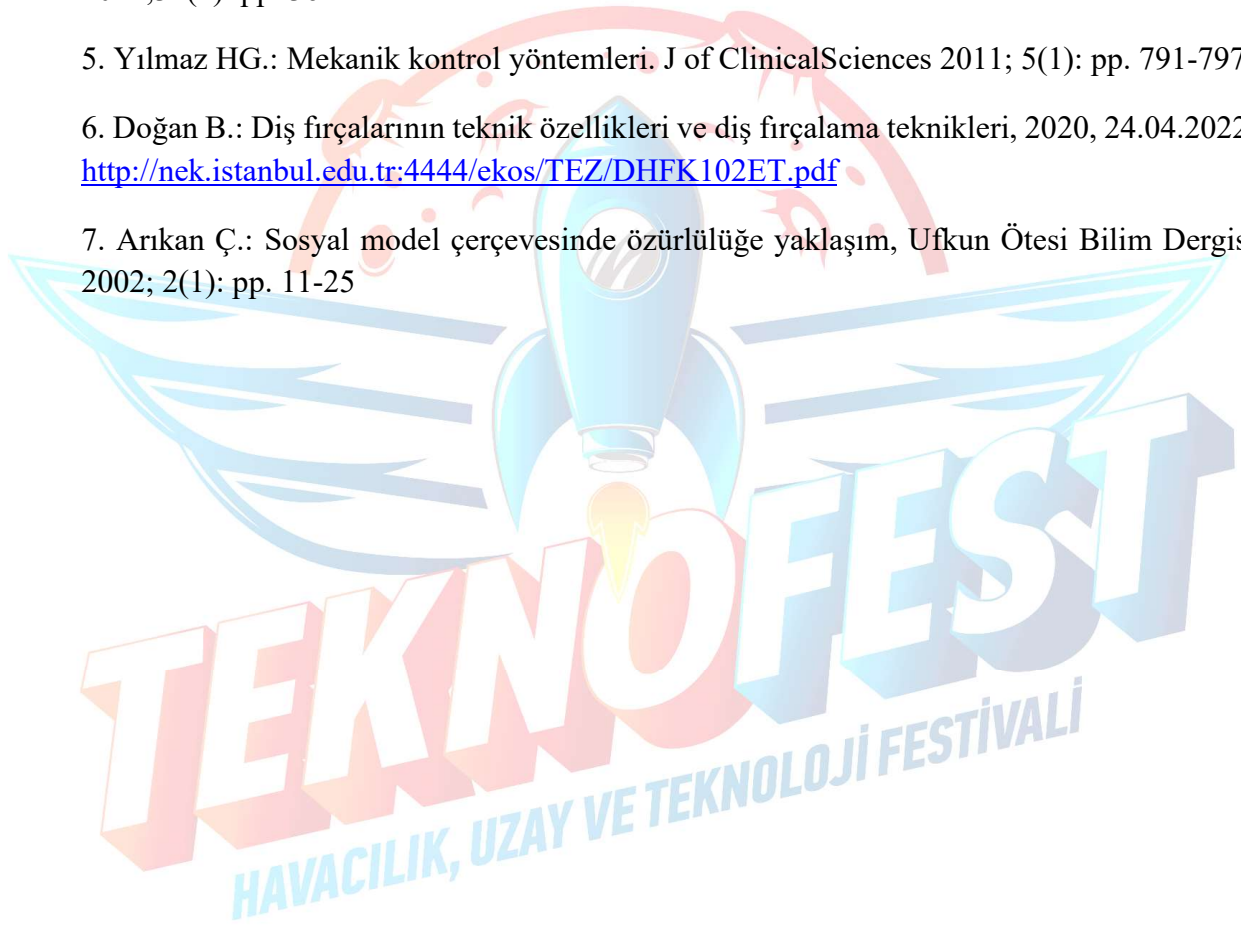 5. Yılmaz HG.: Mekanik kontrol yöntemleri. J of ClinicalSciences 2011; 5(1): pp. 791-797
6. Doğan B.: Diş fırçalarının teknik özellikleri ve diş fırçalama teknikleri, 2020, 24.04.2022
http://nek.istanbul.edu.tr:4444/ekos/TEZ/DHFK102ET.pdf
7. Arıkan Ç.: Sosyal model çerçevesinde özürlülüğe yaklaşım, Ufkun Ötesi Bilim Dergis
2002; 2(1): pp. 11-25
TEKNOFEST
HAVACILIK, UZAY VE TEKNOLOJİ FESTİVALİ